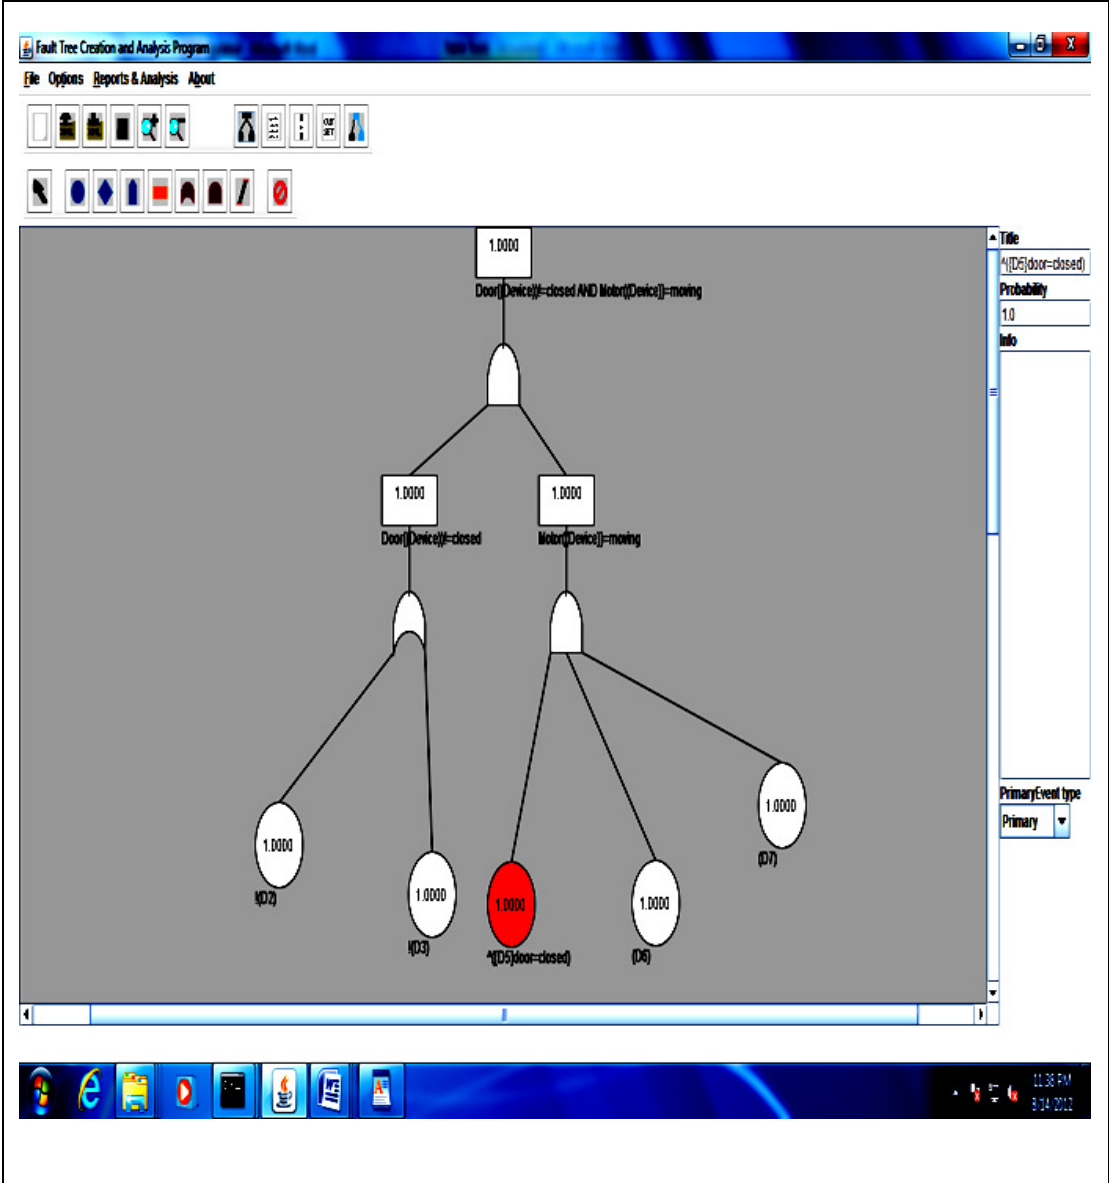 Fault Tree Creation and Analysis Program
File Options Reports & Analysis About
CUT
SET
Title
^([D5]door=closed)
Probability
1.0
Info
1.0000
Door((Device))!=closed AND Motor((Device))=moving
1.0000
1.0000
Door((Device))!=closed
Motor((Device))=moving
1.0000
1.0000
1.0000
1.0000
1.0000
!(D2)
!(D3)
^([D5]door=closed)
(D6)
(D7)
PrimaryEvent type
Primary
11:38 PM
3/14/2012